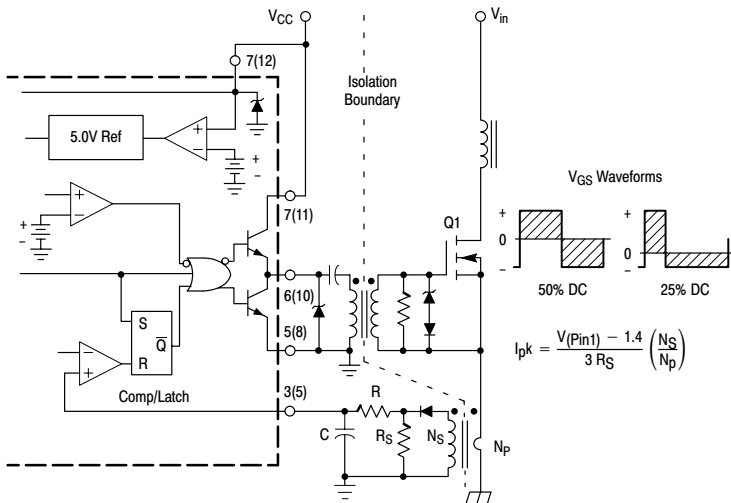 VCC
Vin
7(12)
Isolation
Boundary
5.0V Ref
+
−
+
−
+
−
+
−
7(11)
VGS Waveforms
Q1
+
0
−
+
0
−
50% DC
25% DC
6(10)
5(8)
S
Q̅
R
−
+
Comp/Latch
3(5)
R
C
RS
NS
NP
Ipk = V(Pin1) − 1.4 / 3 RS (NS / Np)